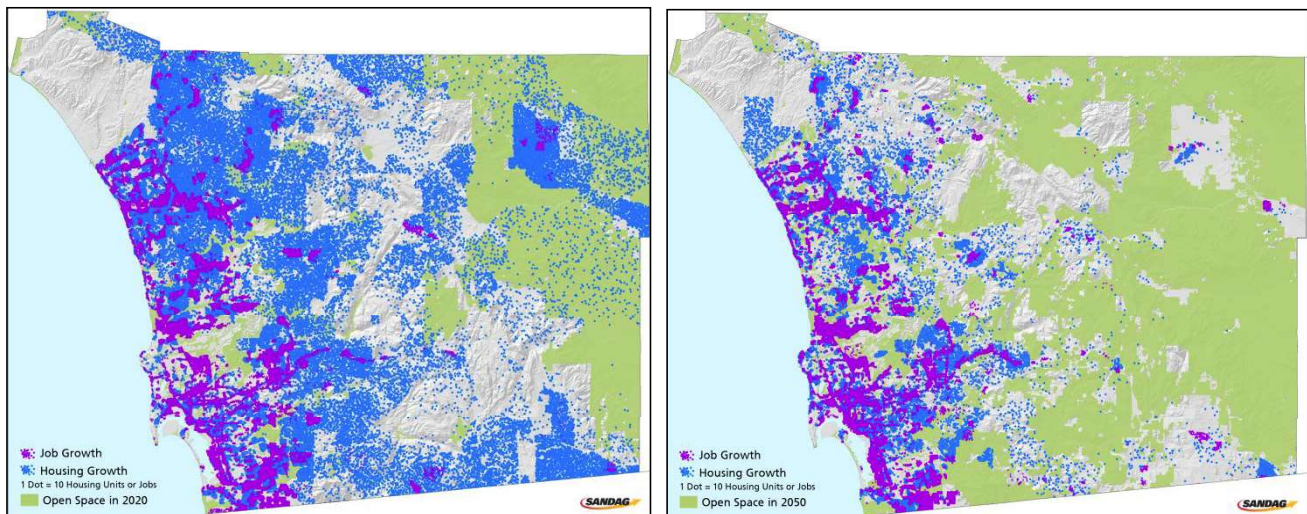 Job Growth
Housing Growth
1 Dot = 10 Housing Units or Jobs
Open Space in 2020
SANDAG
Job Growth
Housing Growth
1 Dot = 10 Housing Units or Jobs
Open Space in 2050
SANDAG